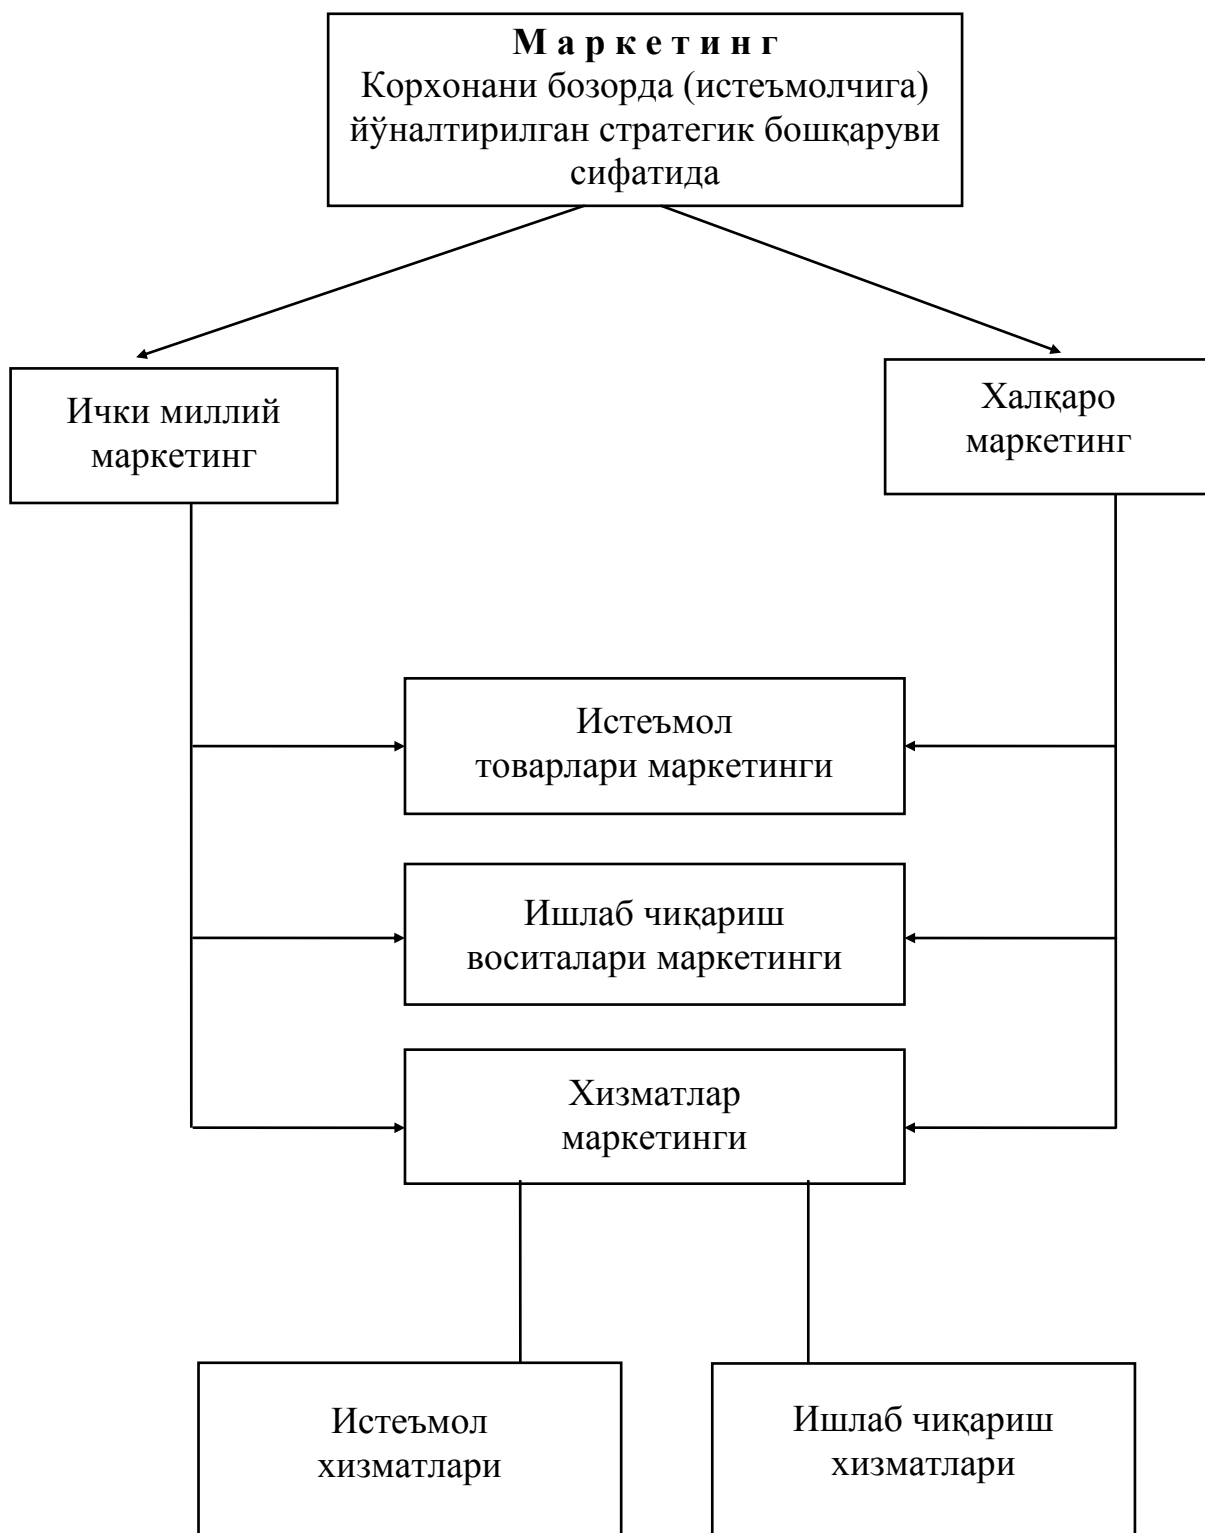 М а р к е т и н г
Корхонани бозорда (истеъмолчига)
йўналтирилган стратегик бошқаруви
сифатида
Ички миллий
маркетинг
Халқаро
маркетинг
Истеъмол
товарлари маркетинги
Ишлаб чиқариш
воситалари маркетинги
Хизматлар
маркетинги
Истеъмол
хизматлари
Ишлаб чиқариш
хизматлари